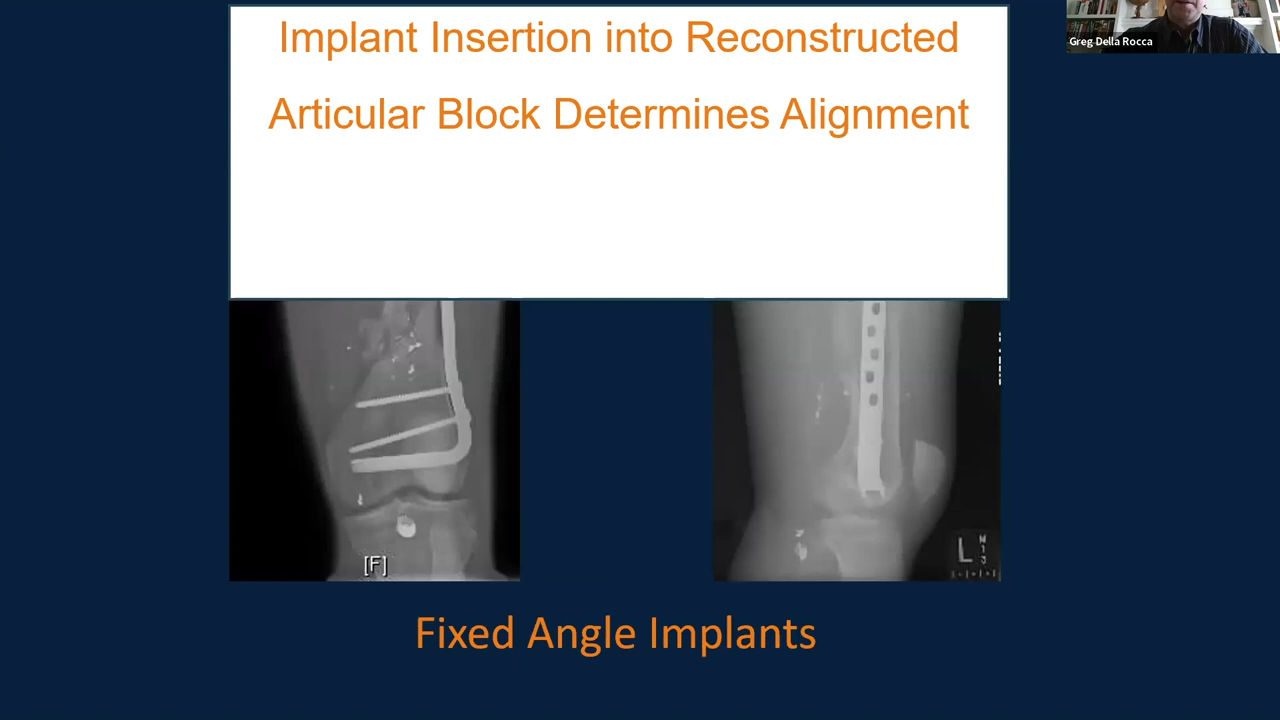 Implant Insertion into Reconstructed
Articular Block Determines Alignment
Greg Della Rocca
[F]
L
Fixed Angle Implants